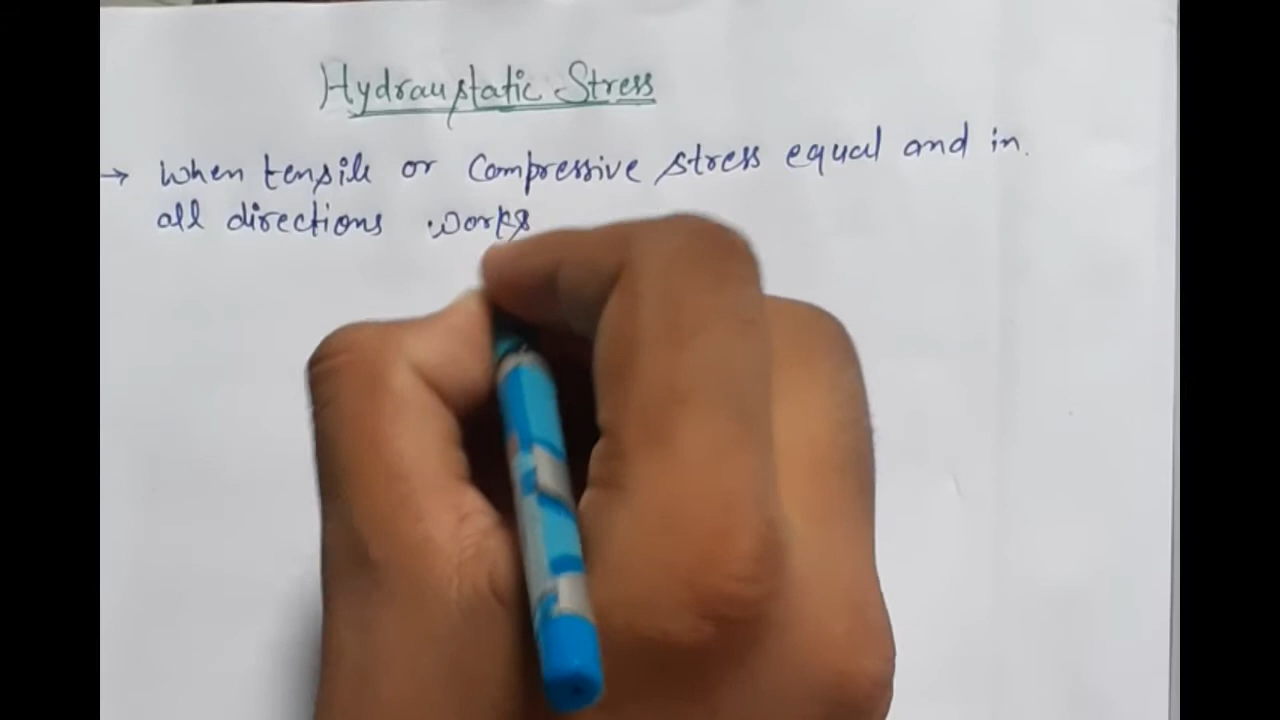 Hydraustatic Stress
→ When tensile or Compressive stress equal and in
all directions works